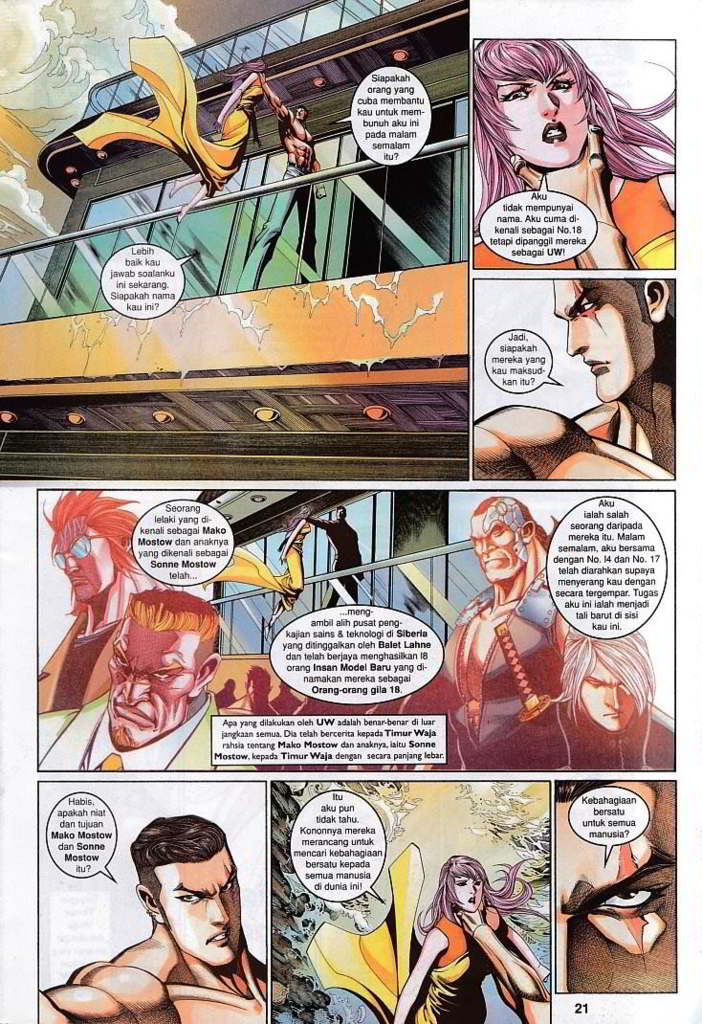 Siapakah
orang yang
cuba membantu
kau untuk mem-
bunuh aku ini
pada malam
semalam
itu?
Lebih
baik kau
jawab soalanku
ini sekarang.
Siapakah nama
kau ini?
Aku
tidak mempunyai
nama. Aku cuma di-
kenali sebagai No.18
tetapi dipanggil mereka
sebagai UW!
Jadi,
siapakah
mereka yang
kau maksud-
kan itu?
Seorang
lelaki yang di-
kenali sebagai Mako
Mostow dan anaknya
yang dikenali sebagai
Sonne Mostow
telah...
...meng-
ambil alih pusat peng-
kajian sains & teknologi di Siberia
yang ditinggalkan oleh Balet Lahne
dan telah berjaya menghasilkan l8
orang Insan Model Baru yang di-
namakan mereka sebagai
Orang-orang gila 18.
Aku
ialah salah
seorang daripada
mereka itu. Malam
semalam, aku bersama
dengan No. l4 dan No. 17
telah diarahkan supaya
menyerang kau dengan
secara tergempar. Tugas
aku ini ialah menjadi
tali barut di sisi
kau ini.
Apa yang dilakukan oleh UW adalah benar-benar di luar
jangkaan semua. Dia telah bercerita kepada Timur Waja
rahsia tentang Mako Mostow dan anaknya, iaitu Sonne
Mostow, kepada Timur Waja dengan secara panjang lebar.
Habis,
apakah niat
dan tujuan
Mako Mostow
dan Sonne
Mostow
itu?
Itu
aku pun
tidak tahu.
Kononnya mereka
merancang untuk
mencari kebahagiaan
bersatu kepada
semua manusia
di dunia ini!
Kebahagiaan
bersatu
untuk semua
manusia?
21